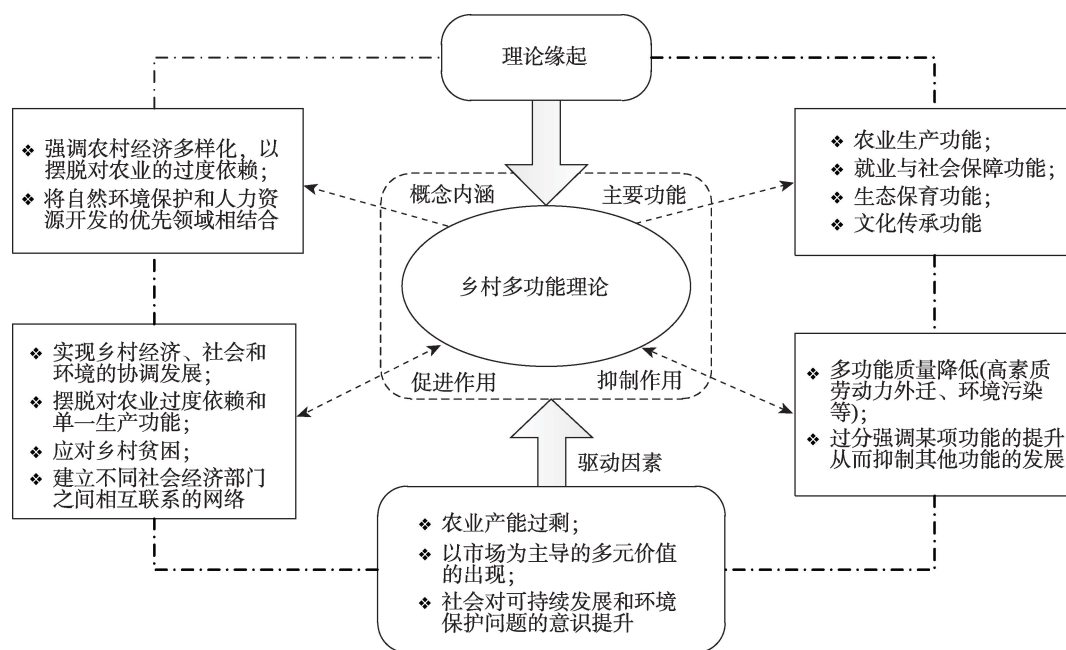 理论缘起
❖ 强调农村经济多样化，以
摆脱对农业的过度依赖;
❖ 将自然环境保护和人力资
源开发的优先领域相结合
概念内涵
主要功能
❖ 农业生产功能;
❖ 就业与社会保障功能;
❖ 生态保育功能;
❖ 文化传承功能
乡村多功能理论
❖ 实现乡村经济、社会和
环境的协调发展;
❖ 摆脱对农业过度依赖和
单一生产功能;
❖ 应对乡村贫困;
❖ 建立不同社会经济部门
之间相互联系的网络
促进作用
抑制作用
❖ 多功能质量降低(高素质
劳动力外迁、环境污染
等);
❖ 过分强调某项功能的提升
从而抑制其他功能的发展
驱动因素
❖ 农业产能过剩;
❖ 以市场为主导的多元价值
的出现;
❖ 社会对可持续发展和环境
保护问题的意识提升